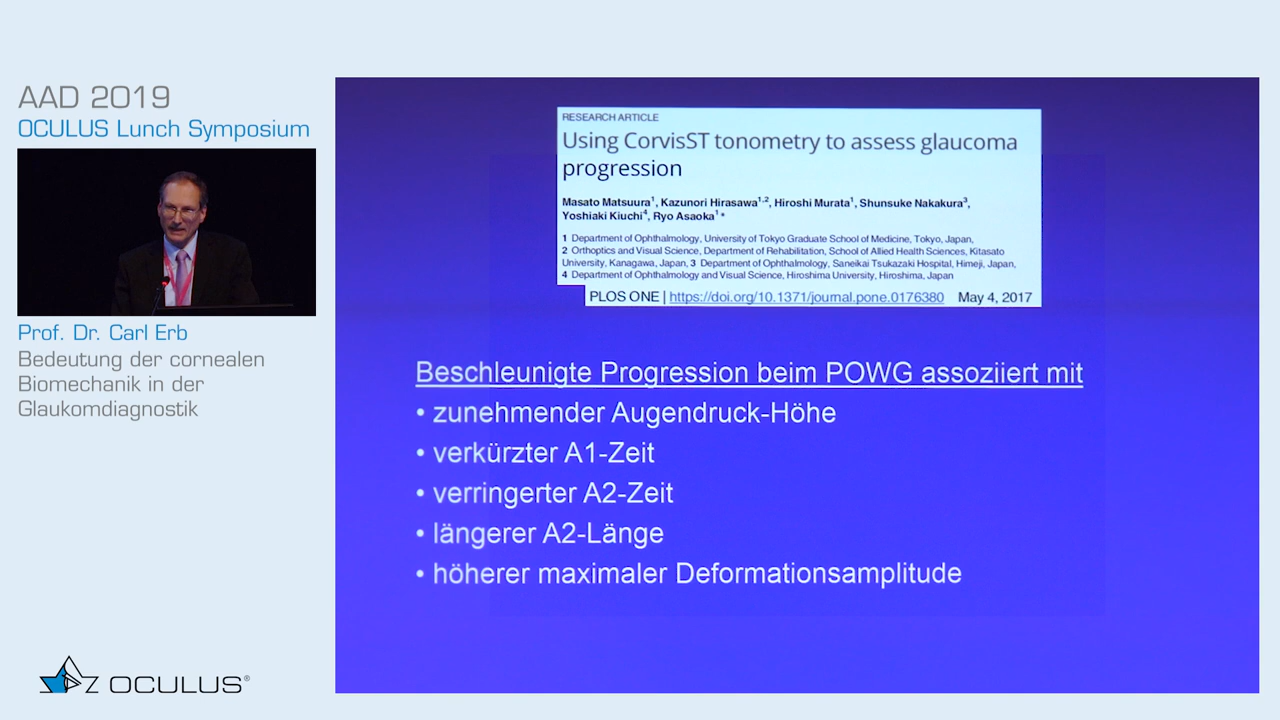 AAD 2019
OCULUS Lunch Symposium
Prof. Dr. Carl Erb
Bedeutung der cornealen
Biomechanik in der
Glaukomdiagnostik
OCULUS®
RESEARCH ARTICLE
Using CorvisST tonometry to assess glaucoma
progression
Masato Matsuura1, Kazunori Hirasawa1,2, Hiroshi Murata1, Shunsuke Nakakura3,
Yoshiaki Kiuchi4, Ryo Asaoka1*
1 Department of Ophthalmology, University of Tokyo Graduate School of Medicine, Tokyo, Japan,
2 Orthoptics and Visual Science, Department of Rehabilitation, School of Allied Health Sciences, Kitasato
University, Kanagawa, Japan, 3 Department of Ophthalmology, Saneikai Tsukazaki Hospital, Himeji, Japan,
4 Department of Ophthalmology and Visual Science, Hiroshima University, Hiroshima, Japan
PLOS ONE | https://doi.org/10.1371/journal.pone.0176380 May 4, 2017
Beschleunigte Progression beim POWG assoziiert mit
• zunehmender Augendruck-Höhe
• verkürzter A1-Zeit
• verringerter A2-Zeit
• längerer A2-Länge
• höherer maximaler Deformationsamplitude